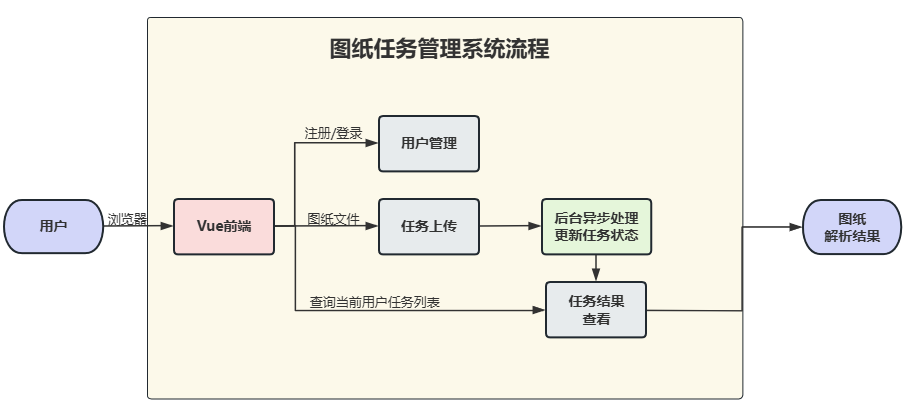 图纸任务管理系统流程
注册/登录
用户管理
用户
浏览器
Vue前端
图纸文件
任务上传
后台异步处理
更新任务状态
图纸
解析结果
查询当前用户任务列表
任务结果
查看